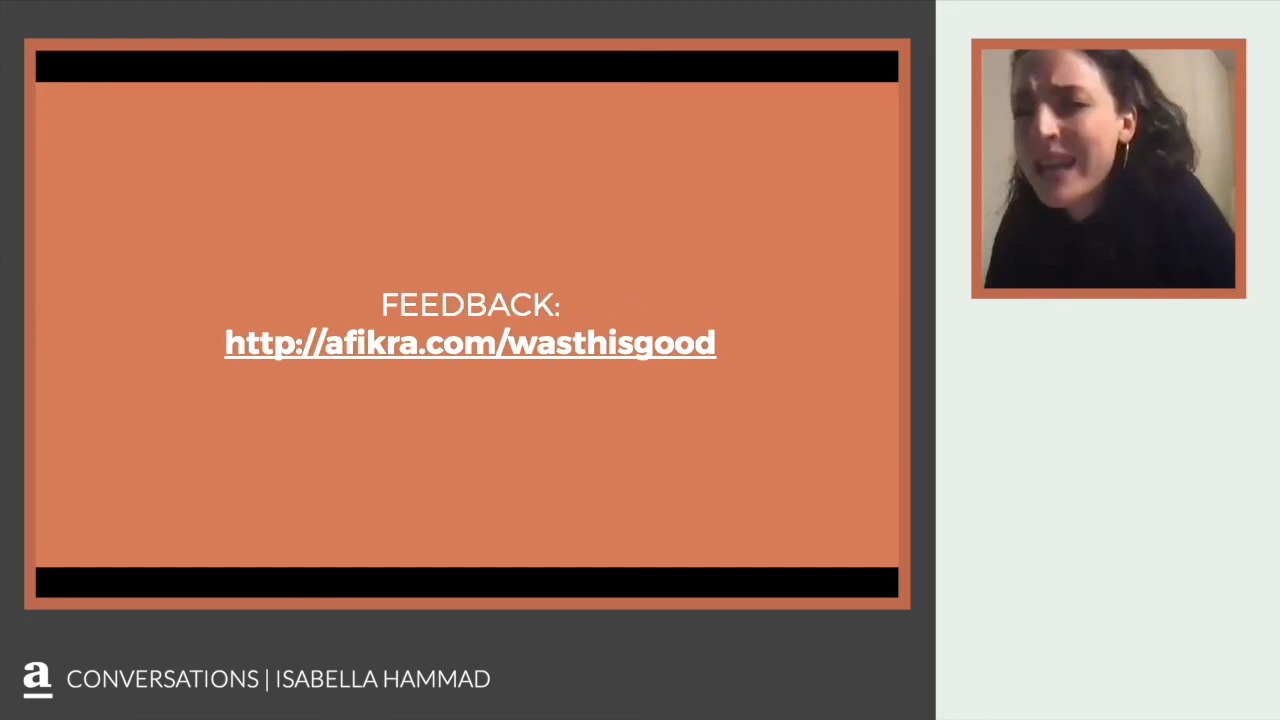 FEEDBACK:
http://afikra.com/wasthisgood
a CONVERSATIONS | ISABELLA HAMMAD